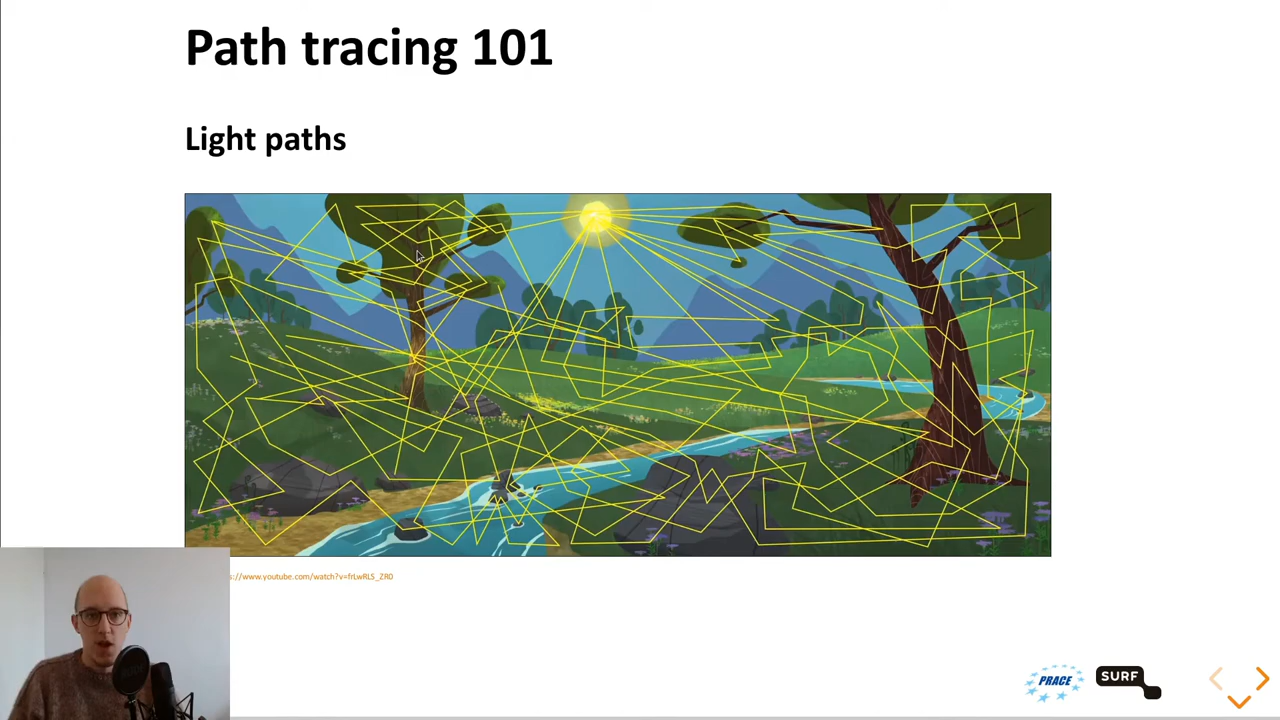 Path tracing 101
Light paths
s://www.youtube.com/watch?v=frLwRLS_ZR0
PRACE
SURF